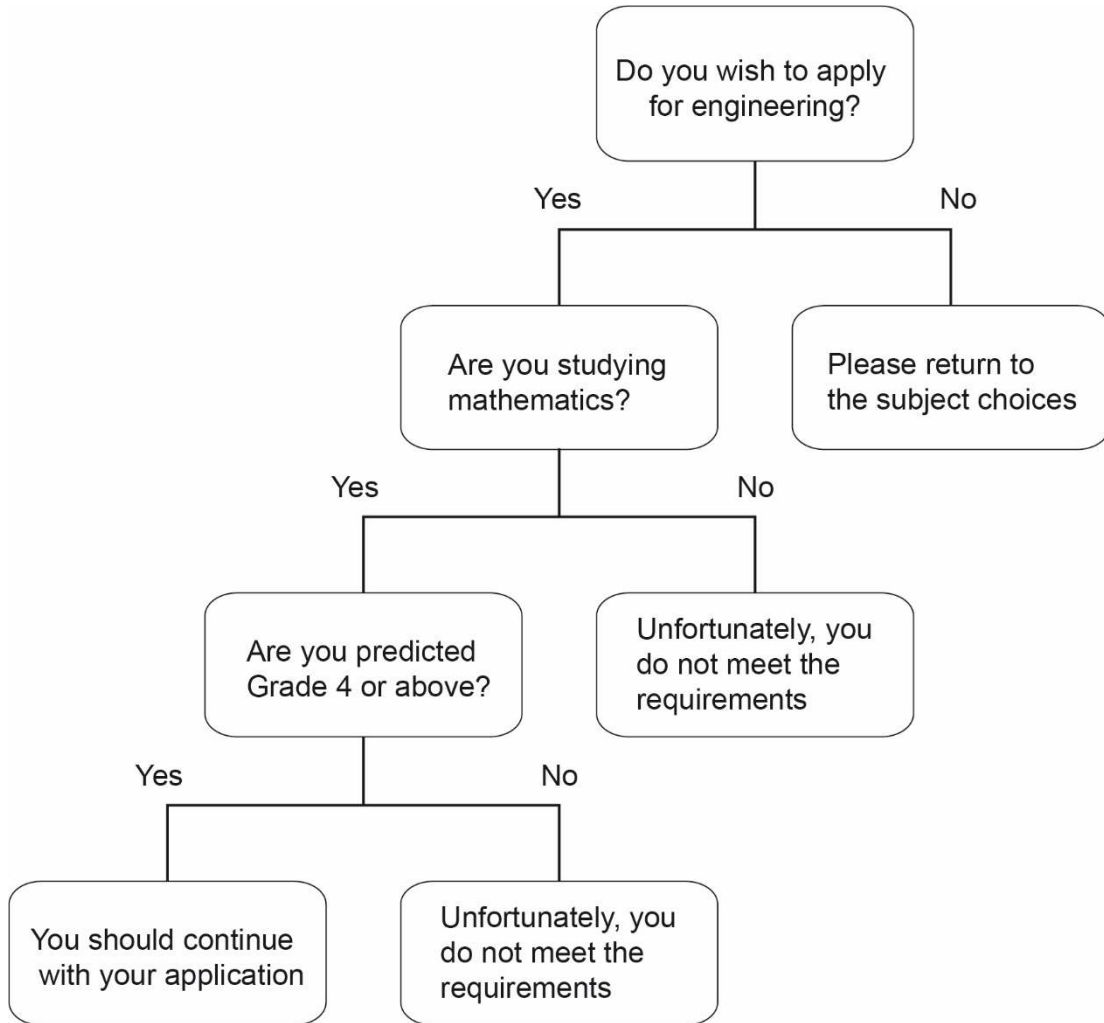 Do you wish to apply
for engineering?
Yes
No
Are you studying
mathematics?
Please return to
the subject choices
Yes
No
Are you predicted
Grade 4 or above?
Unfortunately, you
do not meet the
requirements
Yes
No
You should continue
with your application
Unfortunately, you
do not meet the
requirements